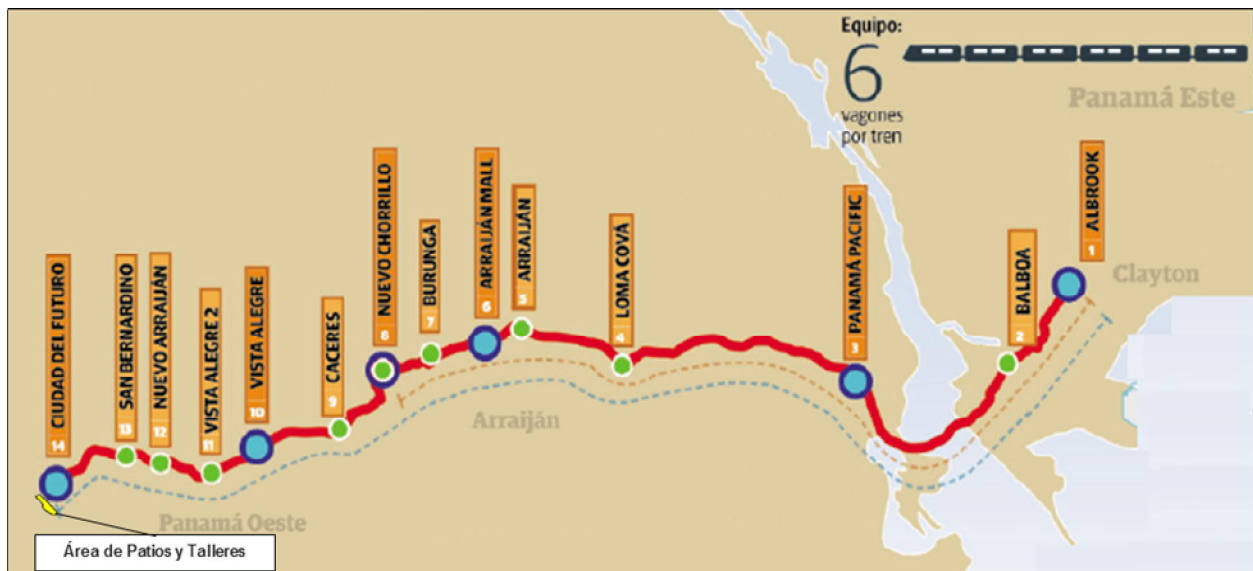 Equipo:
6
vagones
por tren
Panamá Este
ALBROOK
1
Clayton
BALBOA
2
PANAMÁ PACIFIC
3
LOMA COVÁ
4
ARRAIJÁN
5
ARRAIJÁN MALL
6
BURUNGA
7
NUEVO CHORRILLO
8
CACERES
9
VISTA ALEGRE
10
VISTA ALEGRE 2
11
NUEVO ARRAIJÁN
12
SAN BERNARDINO
13
CIUDAD DEL FUTURO
14
Arraiján
Panamá Oeste
Área de Patios y Talleres